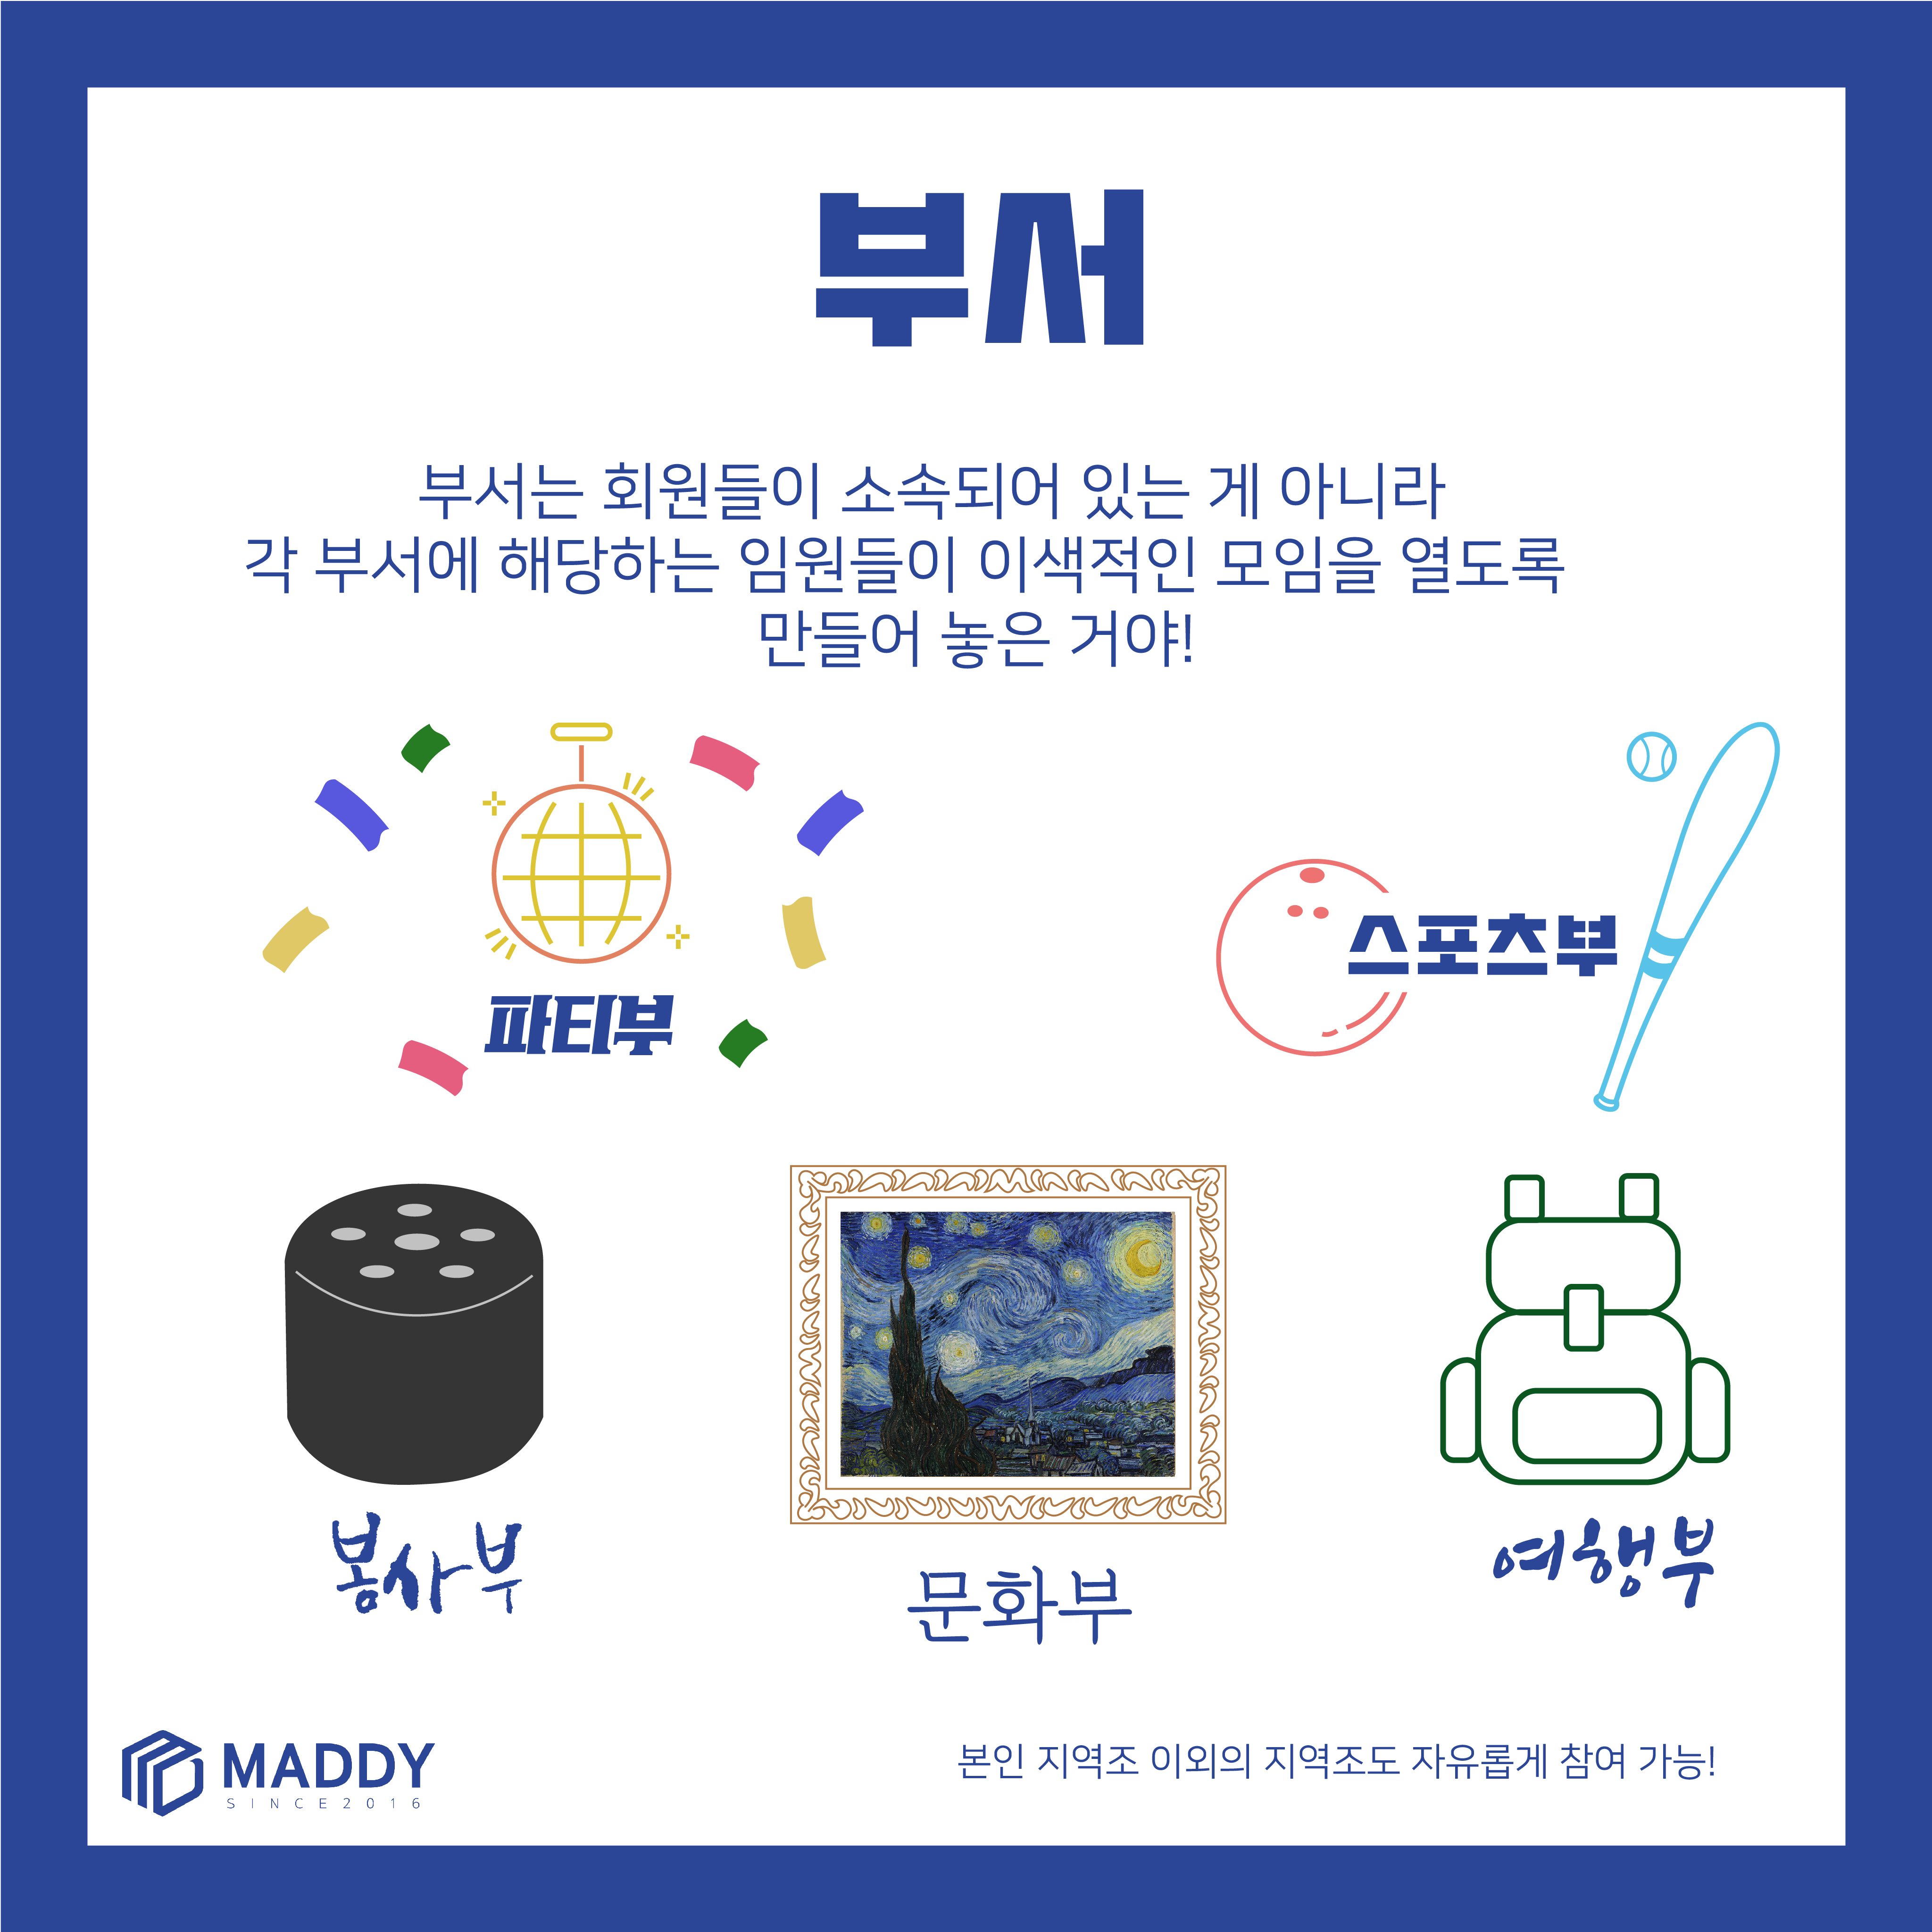 부서
부서는 회원들이 소속되어 있는 게 아니라
각 부서에 해당하는 임원들이 이색적인 모임을 열도록
만들어 놓은 거야!
파티부
스포츠부
봉사부
문화부
여행부
MADDY
SINCE2016
본인 지역조 이외의 지역조도 자유롭게 참여 가능!